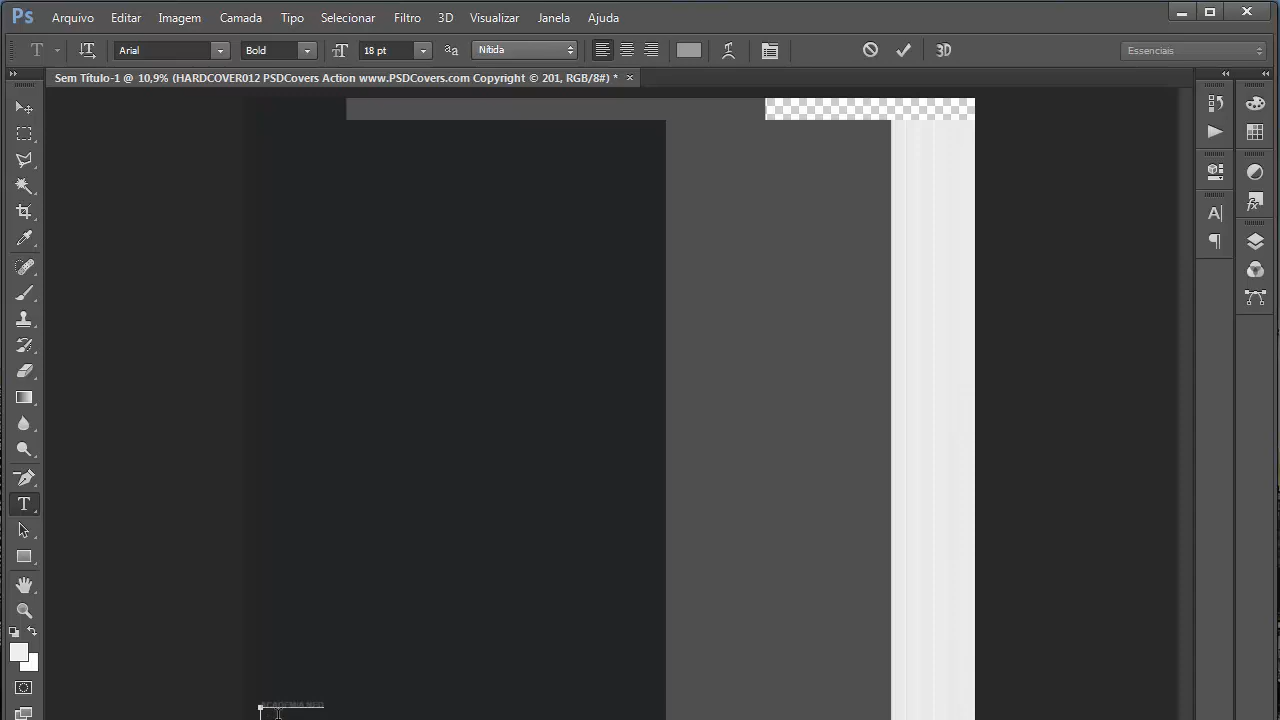 Ps Arquivo Editar Imagem Camada Tipo Selecionar Filtro 3D Visualizar Janela Ajuda
T Arial Bold 18 pt aa Nítida 3D Essenciais
Sem Título-1 @ 10,9% (HARDCOVER012 PSDCovers Action www.PSDCovers.com Copyright © 201, RGB/8#) *